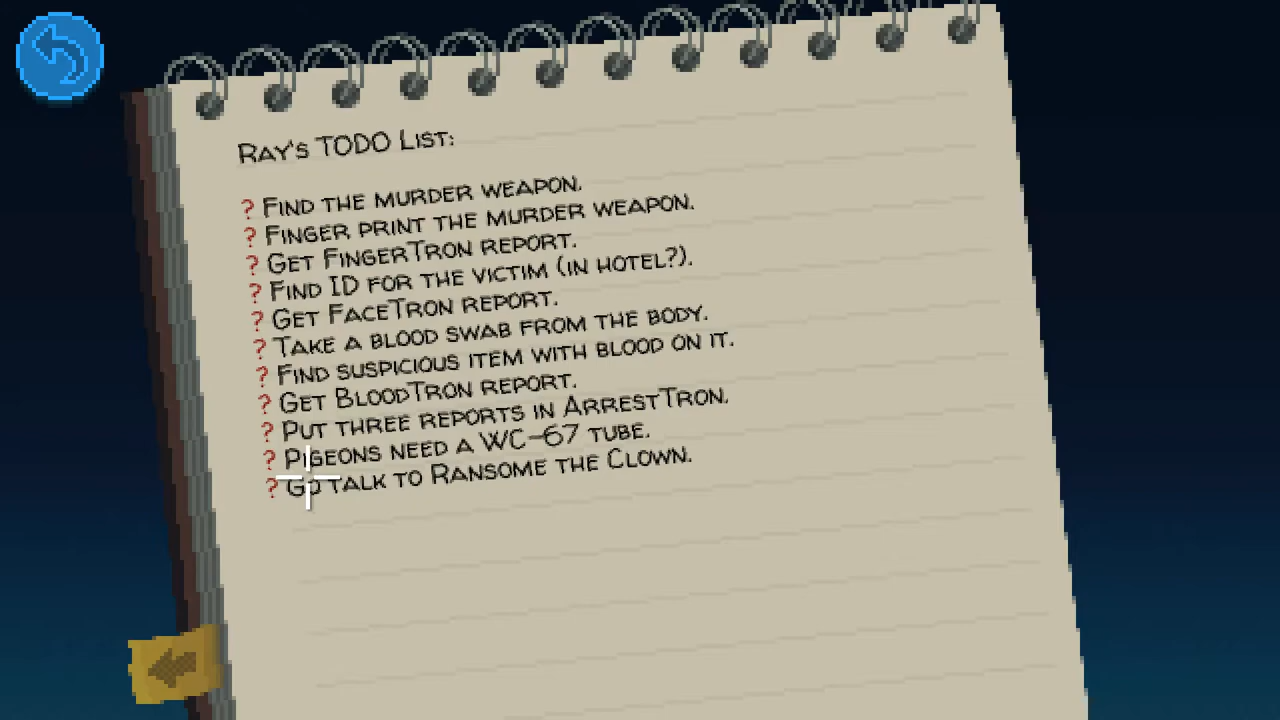 Ray's TODO List:
? Find the murder weapon.
? Finger print the murder weapon.
? Get FingerTron report.
? Find ID for the victim (in hotel?).
? Get FaceTron report.
? Take a blood swab from the body.
? Find suspicious item with blood on it.
? Get BloodTron report.
? Put three reports in ArrestTron.
? Pigeons need a WC-67 tube.
? Go talk to Ransome the Clown.